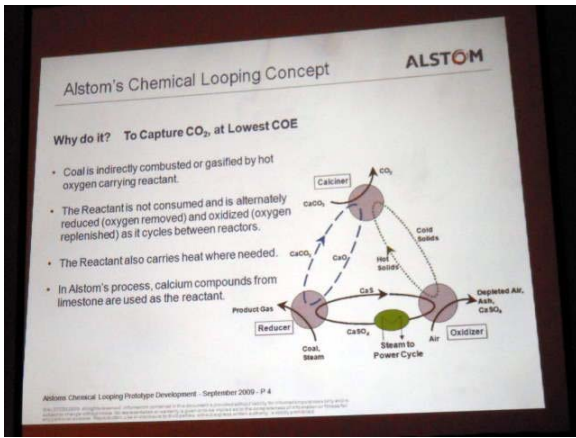 Alstom's Chemical Looping Concept
ALSTOM
Why do it? To Capture CO₂, at Lowest COE
• Coal is indirectly combusted or gasified by hot
oxygen carrying reactant.
• The Reactant is not consumed and is alternately
reduced (oxygen removed) and oxidized (oxygen
replenished) as it cycles between reactors.
• The Reactant also carries heat where needed.
• In Alstom's process, calcium compounds from
limestone are used as the reactant.
CO₂
Calciner
CaCO₃
Cold
Solids
CaCO₃
CaO
Hot
Solids
CaS
Depleted Air,
Ash,
CaSO₄
Product Gas
Reducer
CaSO₄
Air
Oxidizer
Coal,
Steam
Steam to
Power Cycle
Alstoms Chemical Looping Prototype Development - September 2009 - P 4